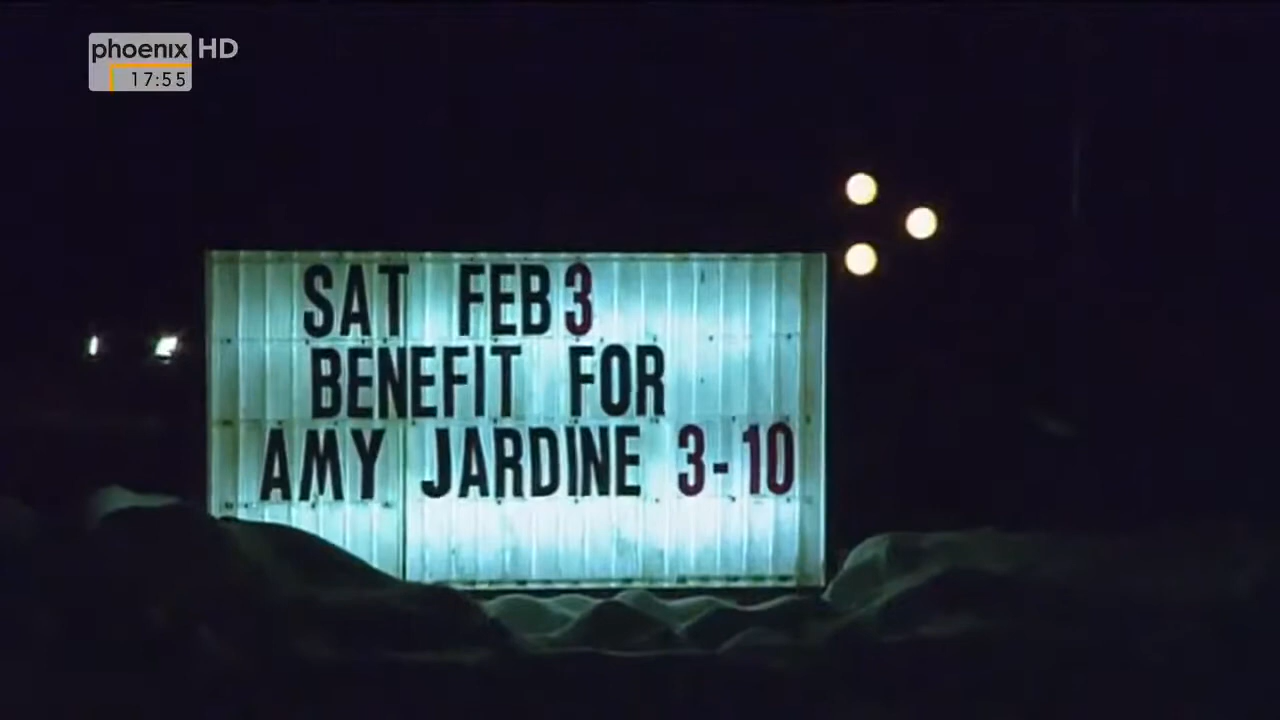 phoenix HD
17:55
SAT FEB 3
BENEFIT FOR
AMY JARDINE 3-10